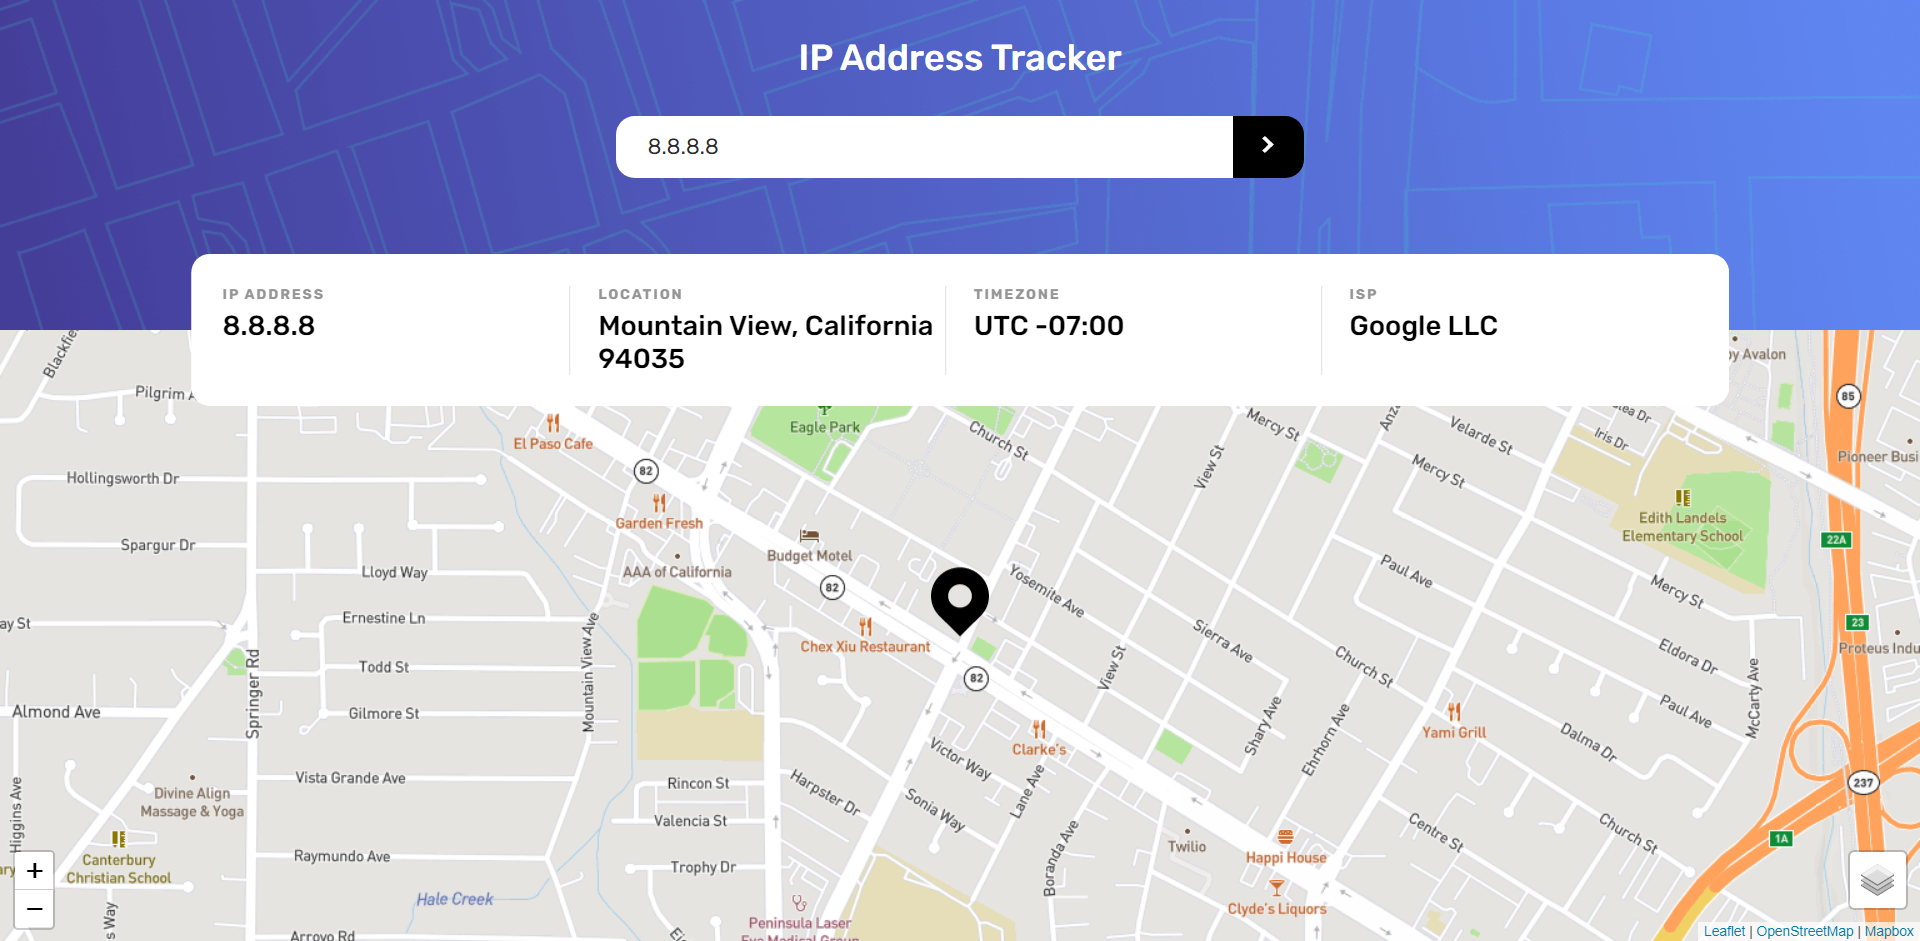 IP Address Tracker
8.8.8.8
IP ADDRESS
8.8.8.8
LOCATION
Mountain View, California
94035
TIMEZONE
UTC -07:00
ISP
Google LLC
Pilgrim
by Avalon
85
Eagle Park
El Paso Cafe
Church St
Mercy St
Velarde St
Iris Dr
View St
Mercy St
Pioneer Busi
Hollingsworth Dr
82
Garden Fresh
Edith Landels
Elementary School
22A
Spargur Dr
Budget Motel
AAA of California
Lloyd Way
82
Yosemite Ave
Paul Ave
Mercy St
Ernestine Ln
ay St
Chex Xiu Restaurant
Sierra Ave
23
Proteus Indu
Eldora Dr
Todd St
Mountain View Ave
Springer Rd
View St
Church St
82
McCarty Ave
Almond Ave
Gilmore St
Clarke's
Shary Ave
Ehrhorn Ave
Yami Grill
Paul Ave
Dalma Dr
Victor Way
Vista Grande Ave
Rincon St
Harpster Dr
Lane Ave
237
Divine Align
Massage & Yoga
Higgins Ave
Valencia St
Sonia Way
Centre St
Church St
1A
Boranda Ave
Twilio
Happi House
Canterbury
Christian School
Raymundo Ave
Trophy Dr
+
−
Hale Creek
Clyde's Liquors
s Way
Peninsula Laser
Eye Medical Group
Arroyo Rd
Leaflet | OpenStreetMap | Mapbox